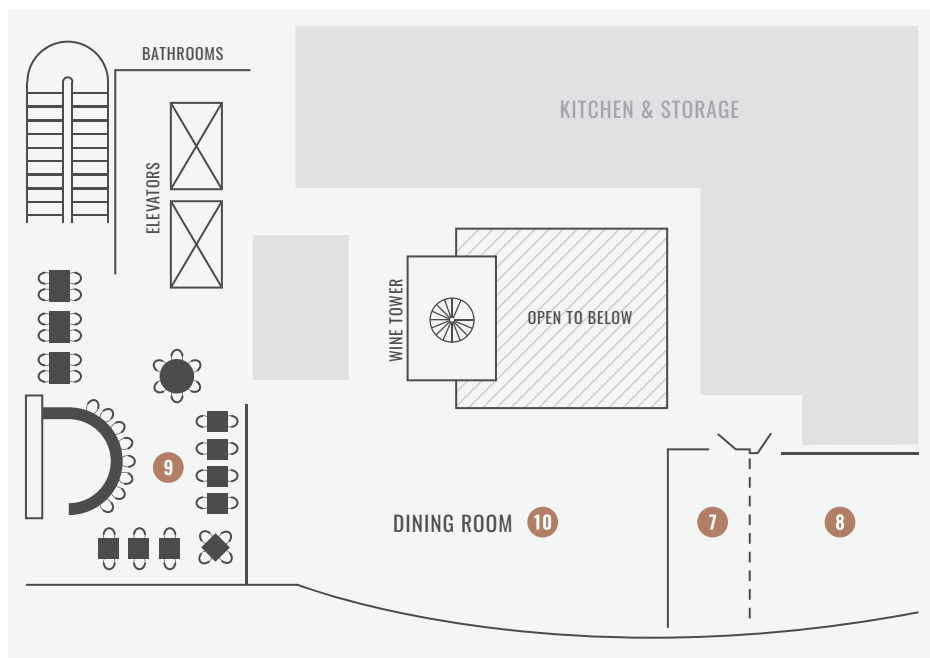 BATHROOMS
KITCHEN & STORAGE
ELEVATORS
WINE TOWER
OPEN TO BELOW
9
DINING ROOM 10
7
8